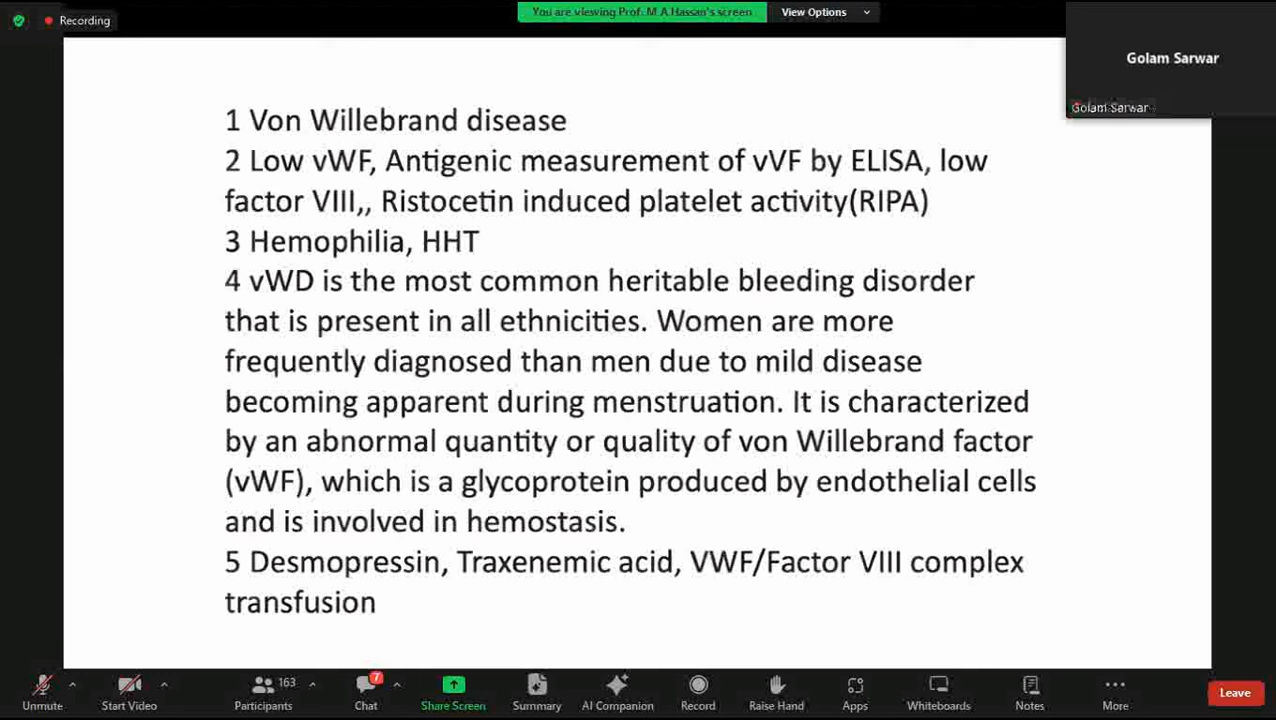 Recording
You are viewing Prof. M.A.Hassan's screen
View Options
Golam Sarwar
Golam Sarwar
1 Von Willebrand disease
2 Low vWF, Antigenic measurement of vVF by ELISA, low
factor VIII,, Ristocetin induced platelet activity(RIPA)
3 Hemophilia, HHT
4 vWD is the most common heritable bleeding disorder
that is present in all ethnicities. Women are more
frequently diagnosed than men due to mild disease
becoming apparent during menstruation. It is characterized
by an abnormal quantity or quality of von Willebrand factor
(vWF), which is a glycoprotein produced by endothelial cells
and is involved in hemostasis.
5 Desmopressin, Traxenemic acid, VWF/Factor VIII complex
transfusion
163
7
Unmute
Start Video
Participants
Chat
Share Screen
Summary
AI Companion
Record
Raise Hand
Apps
Whiteboards
Notes
More
Leave